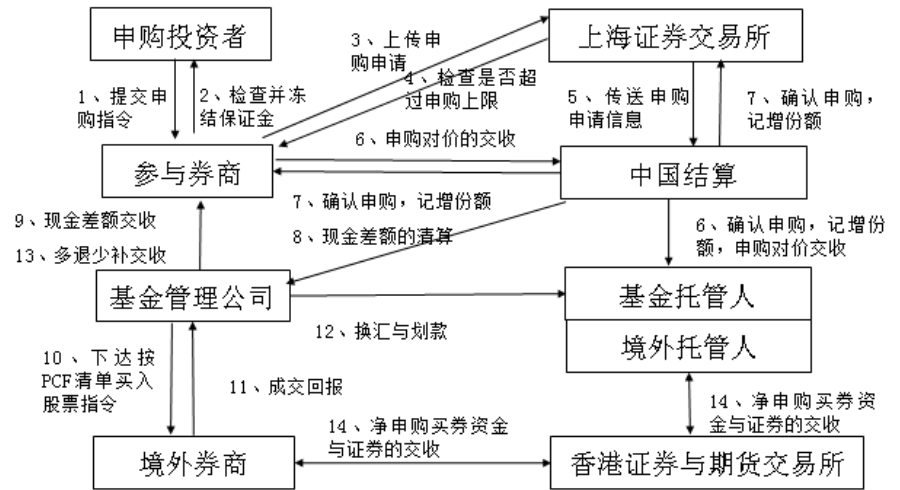 申购投资者
上海证券交易所
3、上传申
购申请
4、检查是否超
过申购上限
1、提交申
购指令
2、检查并冻
结保证金
5、传送申购
申请信息
7、确认申购，
记增份额
6、申购对价的交收
参与券商
中国结算
7、确认申购，记增份额
9、现金差额交收
13、多退少补交收
8、现金差额的清算
6、确认申购，记增份
额，申购对价交收
基金管理公司
基金托管人
12、换汇与划款
境外托管人
10、下达按
PCF清单买入
股票指令
11、成交回报
14、净申购买券资金
与证券的交收
14、净申购买券资
金与证券的交收
境外券商
香港证券与期货交易所